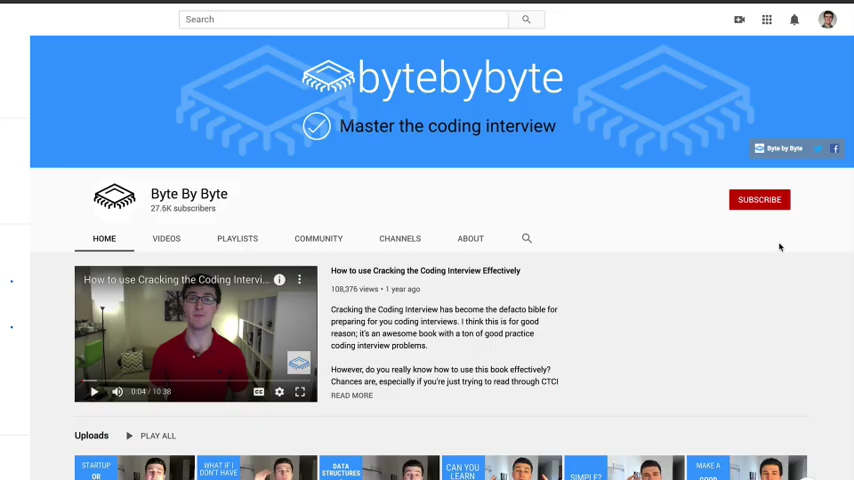 Search
bytebybyte
Master the coding interview
Byte by Byte
Byte By Byte
27.6K subscribers
SUBSCRIBE
HOME VIDEOS PLAYLISTS COMMUNITY CHANNELS ABOUT
How to use Cracking the Coding Intervi...
0:04 / 10:38
CC
How to use Cracking the Coding Interview Effectively
108,376 views • 1 year ago
Cracking the Coding Interview has become the defacto bible for
preparing for you coding interviews. I think this is for good
reason; it's an awesome book with a ton of good practice
coding interview problems.
However, do you really know how to use this book effectively?
Chances are, especially if you're just trying to read through CTCI
READ MORE
Uploads PLAY ALL
STARTUP
OR
WHAT IF I
DON'T HAVE
DATA
STRUCTURES
CAN YOU
LEARN
SIMPLE?
MAKE A
GOOD